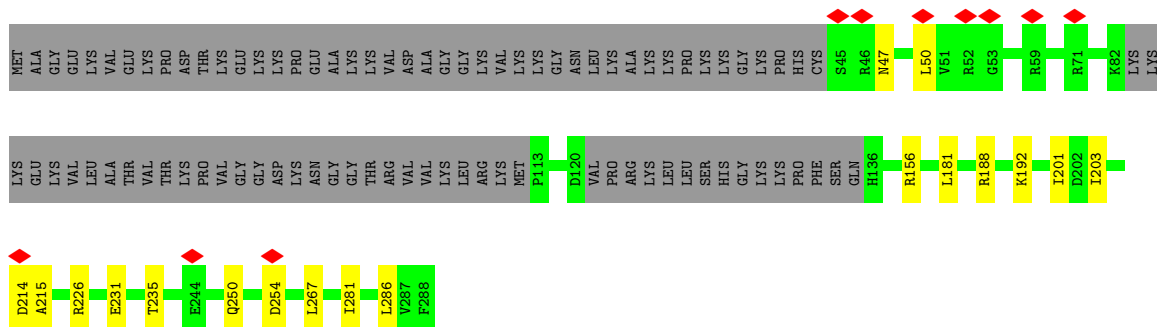 MET ALA GLY GLU LYS VAL GLU LYS PRO ASP THR LYS GLU LYS LYS PRO GLU ALA LYS LYS VAL ASP ALA GLY GLY LYS VAL LYS LYS GLY ASN LEU LYS ALA LYS LYS PRO LYS LYS GLY LYS PRO HIS CYS S45 R46 N47 L50 V51 R52 G53 R59 R71 K82 LYS LYS
LYS GLU LYS VAL LEU ALA THR VAL THR LYS PRO VAL GLY GLY ASP LYS ASN GLY GLY THR ARG VAL VAL LYS LEU ARG LYS MET P113 D120 VAL PRO ARG LYS LEU LEU SER HIS GLY LYS LYS PRO PHE SER GLN H136 R156 L181 R188 K192 I201 D202 I203
D214 A215 R226 E231 T235 E244 Q250 D254 L267 I281 L286 V287 F288